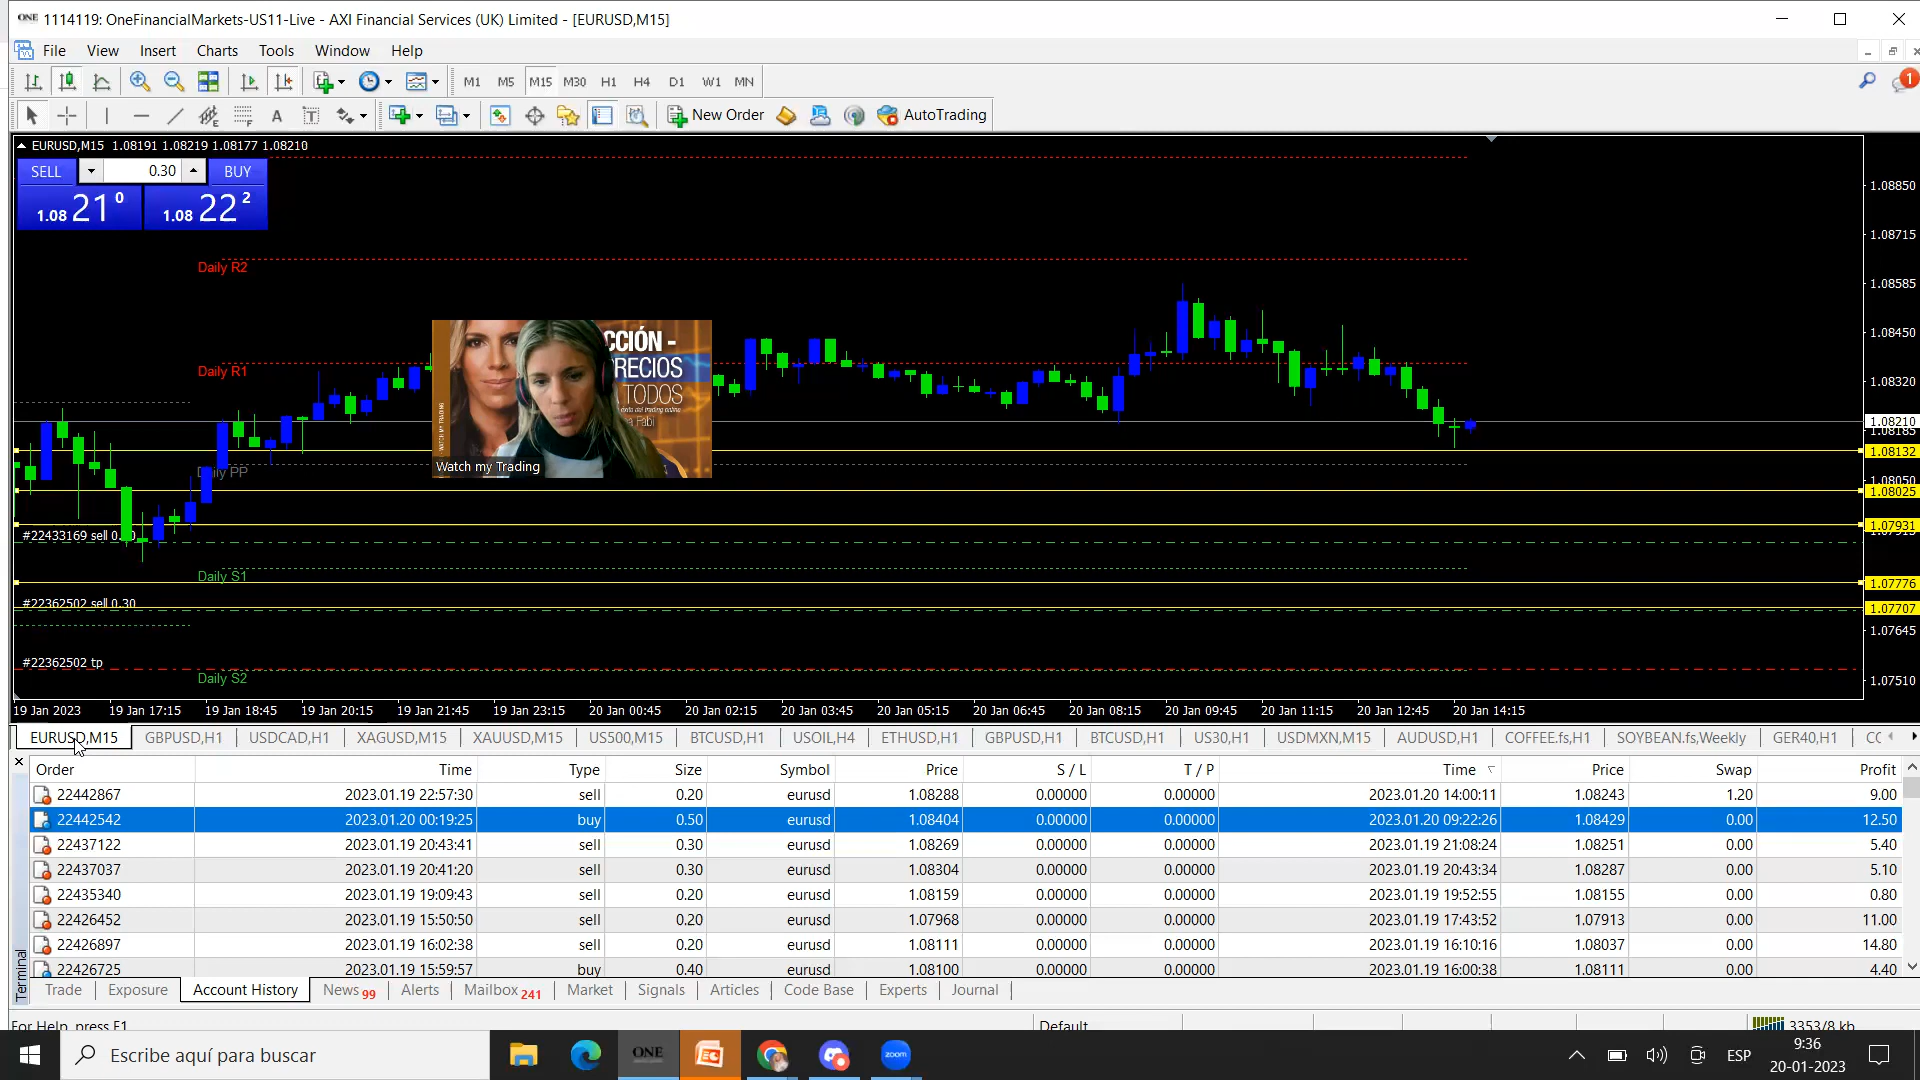 ONE 1114119: OneFinancialMarkets-US11-Live - AXI Financial Services (UK) Limited - [EURUSD,M15]
File View Insert Charts Tools Window Help
M1 M5 M15 M30 H1 H4 D1 W1 MN
1
A T New Order AutoTrading
EURUSD,M15 1.08191 1.08219 1.08177 1.08210
SELL 0.30 BUY
1.08 21 0 1.08 22 2
1.08850
1.08715
Daily R2
1.08585
1.08450
Daily R1
1.08320
CCIÓN -
RECIOS
TODOS
Fabi
WATCH MY TRADING
Watch my Trading
1.08210
1.08185
1.08132
Daily PP
1.08050
1.08025
1.07931
1.07915
#22433169 sell 0.
Daily S1
1.07776
#22362502 sell 0.30
1.07707
1.07645
#22362502 tp
Daily S2
1.07510
19 Jan 2023 19 Jan 17:15 19 Jan 18:45 19 Jan 20:15 19 Jan 21:45 19 Jan 23:15 20 Jan 00:45 20 Jan 02:15 20 Jan 03:45 20 Jan 05:15 20 Jan 06:45 20 Jan 08:15 20 Jan 09:45 20 Jan 11:15 20 Jan 12:45 20 Jan 14:15
EURUSD,M15 GBPUSD,H1 USDCAD,H1 XAGUSD,M15 XAUUSD,M15 US500,M15 BTCUSD,H1 USOIL,H4 ETHUSD,H1 GBPUSD,H1 BTCUSD,H1 US30,H1 USDMXN,M15 AUDUSD,H1 COFFEE.fs,H1 SOYBEAN.fs,Weekly GER40,H1 CC
Order Time Type Size Symbol Price S / L T / P Time Price Swap Profit
22442867 2023.01.19 22:57:30 sell 0.20 eurusd 1.08288 0.00000 0.00000 2023.01.20 14:00:11 1.08243 1.20 9.00
22442542 2023.01.20 00:19:25 buy 0.50 eurusd 1.08404 0.00000 0.00000 2023.01.20 09:22:26 1.08429 0.00 12.50
22437122 2023.01.19 20:43:41 sell 0.30 eurusd 1.08269 0.00000 0.00000 2023.01.19 21:08:24 1.08251 0.00 5.40
22437037 2023.01.19 20:41:20 sell 0.30 eurusd 1.08304 0.00000 0.00000 2023.01.19 20:43:34 1.08287 0.00 5.10
22435340 2023.01.19 19:09:43 sell 0.20 eurusd 1.08159 0.00000 0.00000 2023.01.19 19:52:55 1.08155 0.00 0.80
22426452 2023.01.19 15:50:50 sell 0.20 eurusd 1.07968 0.00000 0.00000 2023.01.19 17:43:52 1.07913 0.00 11.00
22426897 2023.01.19 16:02:38 sell 0.20 eurusd 1.08111 0.00000 0.00000 2023.01.19 16:10:16 1.08037 0.00 14.80
22426725 2023.01.19 15:59:57 buy 0.40 eurusd 1.08100 0.00000 0.00000 2023.01.19 16:00:38 1.08111 0.00 4.40
Terminal
Trade Exposure Account History News 99 Alerts Mailbox 241 Market Signals Articles Code Base Experts Journal
For Help, press F1 Default 3353/8 kb
Escribe aquí para buscar ONE zoom ESP 9:36
20-01-2023